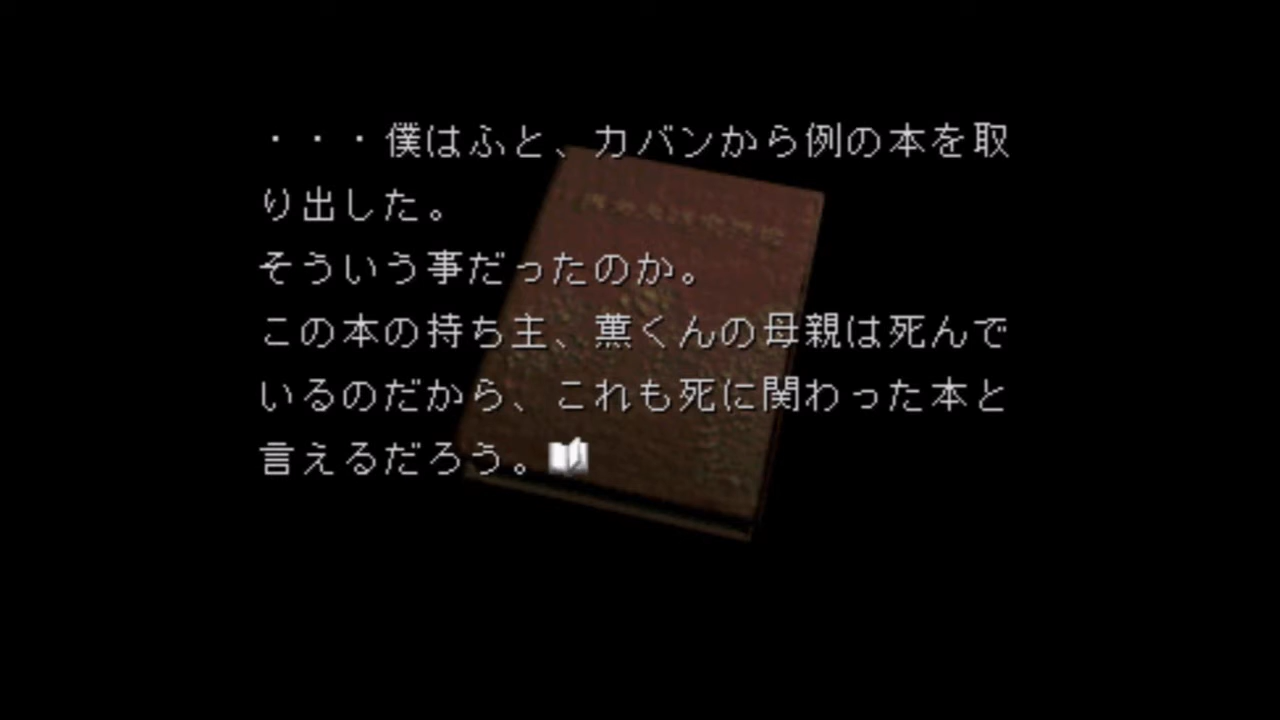 ・・・僕はふと、カバンから例の本を取
り出した。
そういう事だったのか。
この本の持ち主、薫くんの母親は死んで
いるのだから、これも死に関わった本と
言えるだろう。